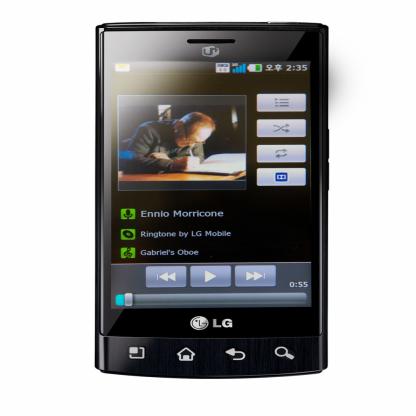 오후 2:35
Ennio Morricone
Ringtone by LG Mobile
Gabriel's Oboe
0:55
LG